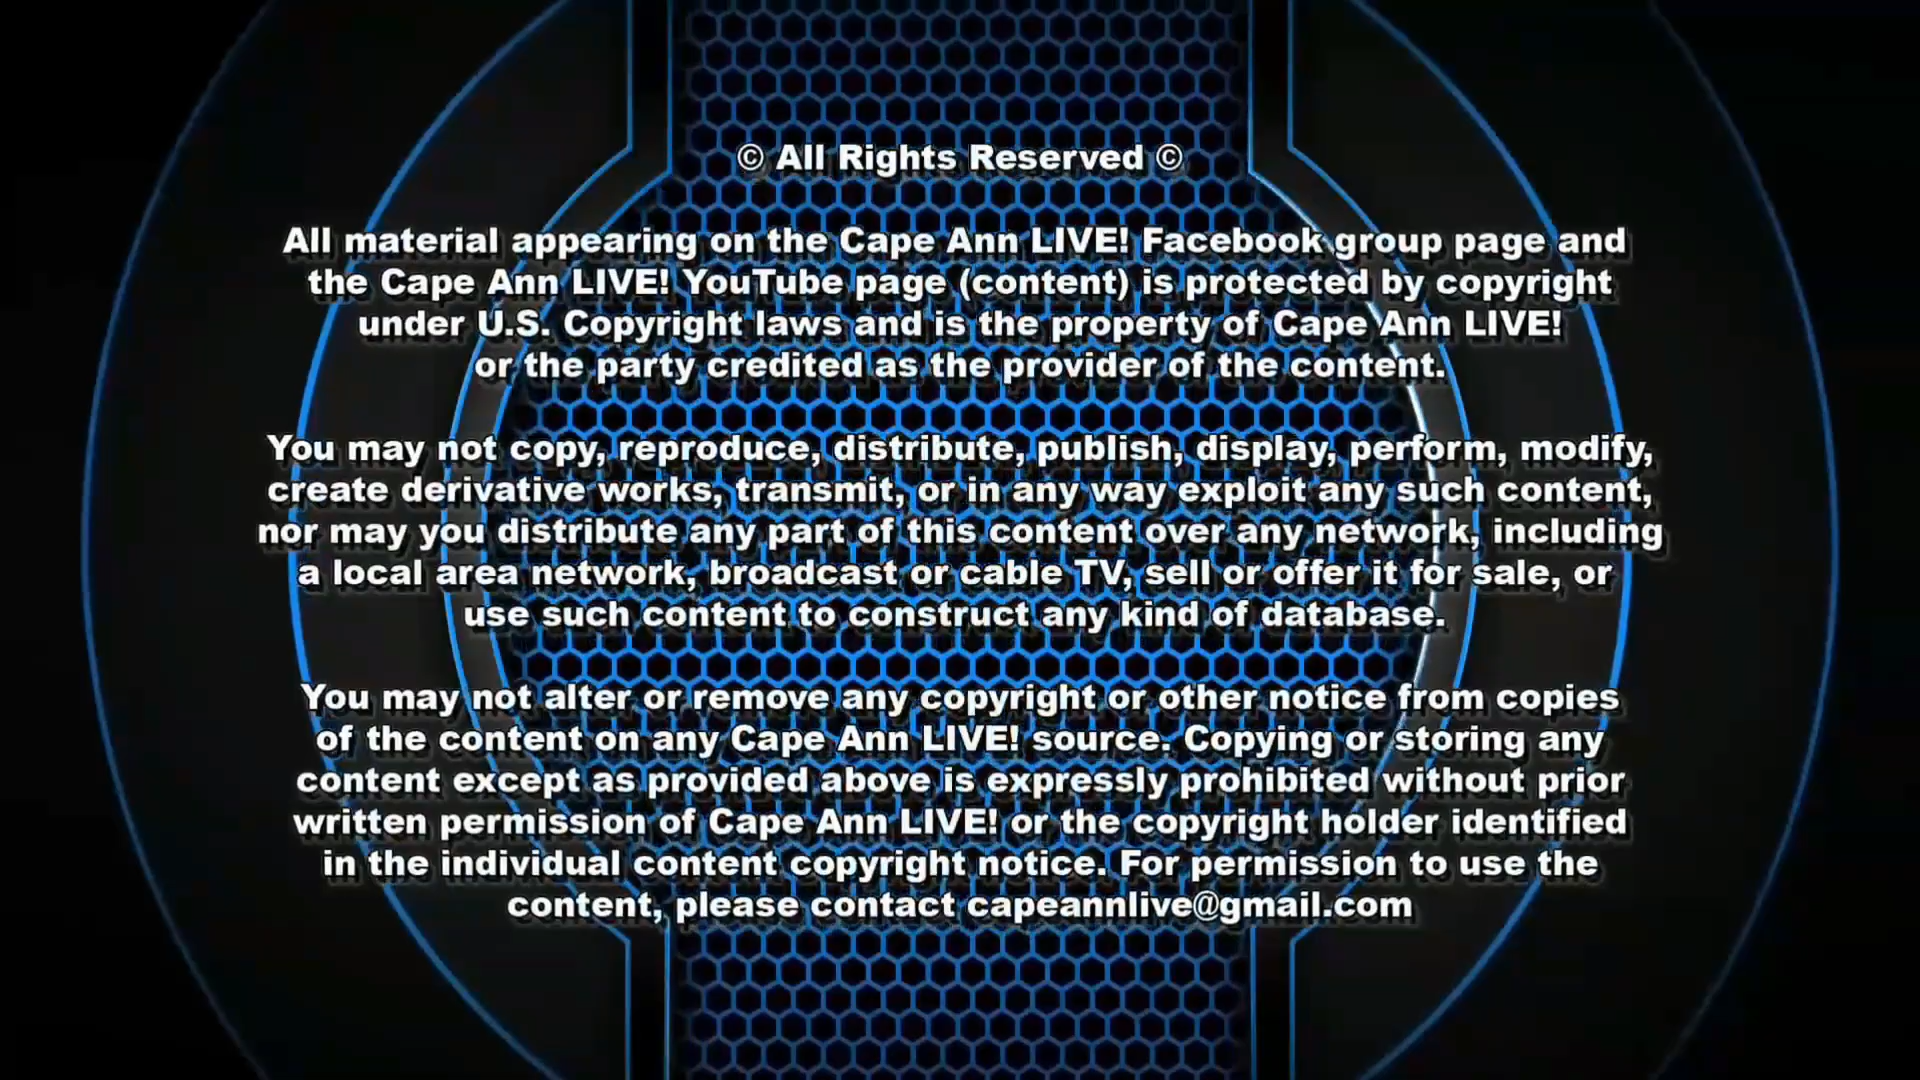 © All Rights Reserved ©
All material appearing on the Cape Ann LIVE! Facebook group page and
the Cape Ann LIVE! YouTube page (content) is protected by copyright
under U.S. Copyright laws and is the property of Cape Ann LIVE!
or the party credited as the provider of the content.
You may not copy, reproduce, distribute, publish, display, perform, modify,
create derivative works, transmit, or in any way exploit any such content,
nor may you distribute any part of this content over any network, including
a local area network, broadcast or cable TV, sell or offer it for sale, or
use such content to construct any kind of database.
You may not alter or remove any copyright or other notice from copies
of the content on any Cape Ann LIVE! source. Copying or storing any
content except as provided above is expressly prohibited without prior
written permission of Cape Ann LIVE! or the copyright holder identified
in the individual content copyright notice. For permission to use the
content, please contact capeannlive@gmail.com